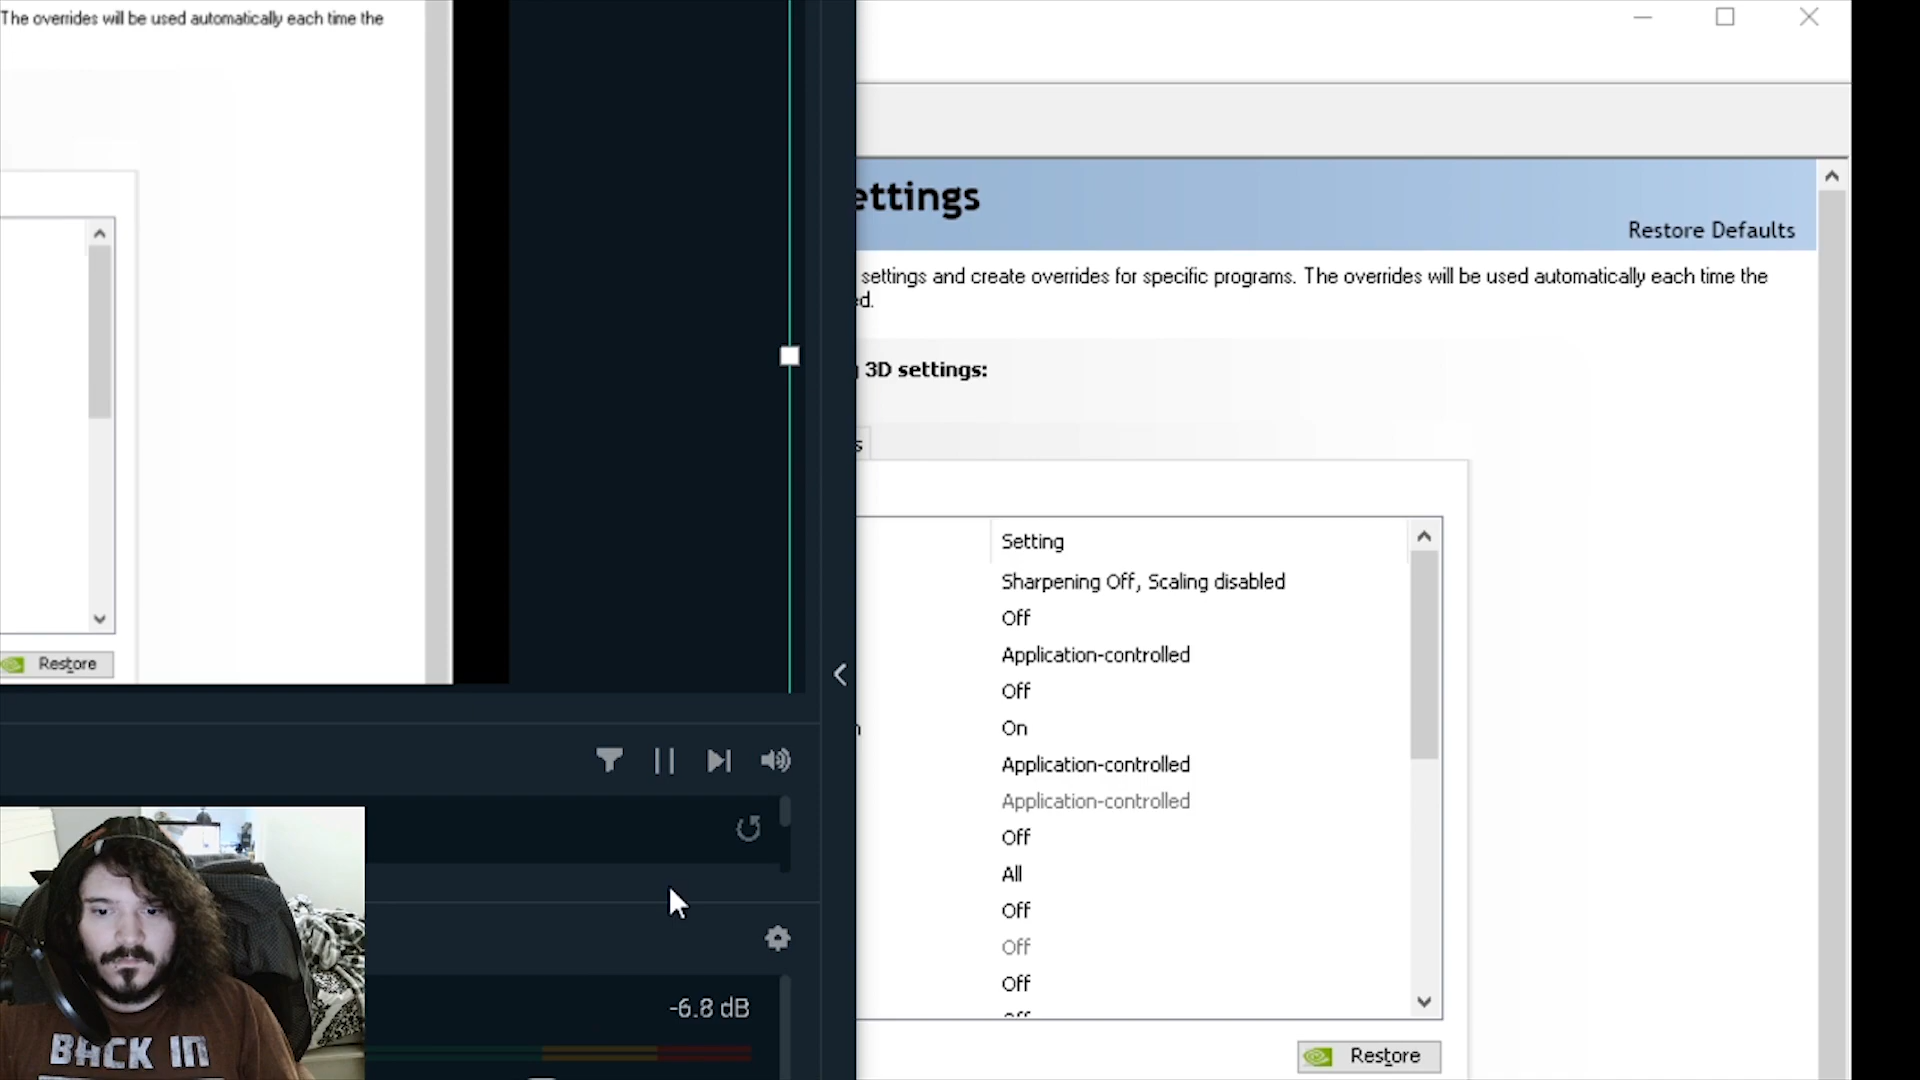 The overrides will be used automatically each time the
Restore
-6.8 dB
BACK IN
ettings
Restore Defaults
settings and create overrides for specific programs. The overrides will be used automatically each time the
ed.
3D settings:
s
Setting
Sharpening Off, Scaling disabled
Off
Application-controlled
Off
On
Application-controlled
Application-controlled
Off
All
Off
Off
Off
Off
Restore